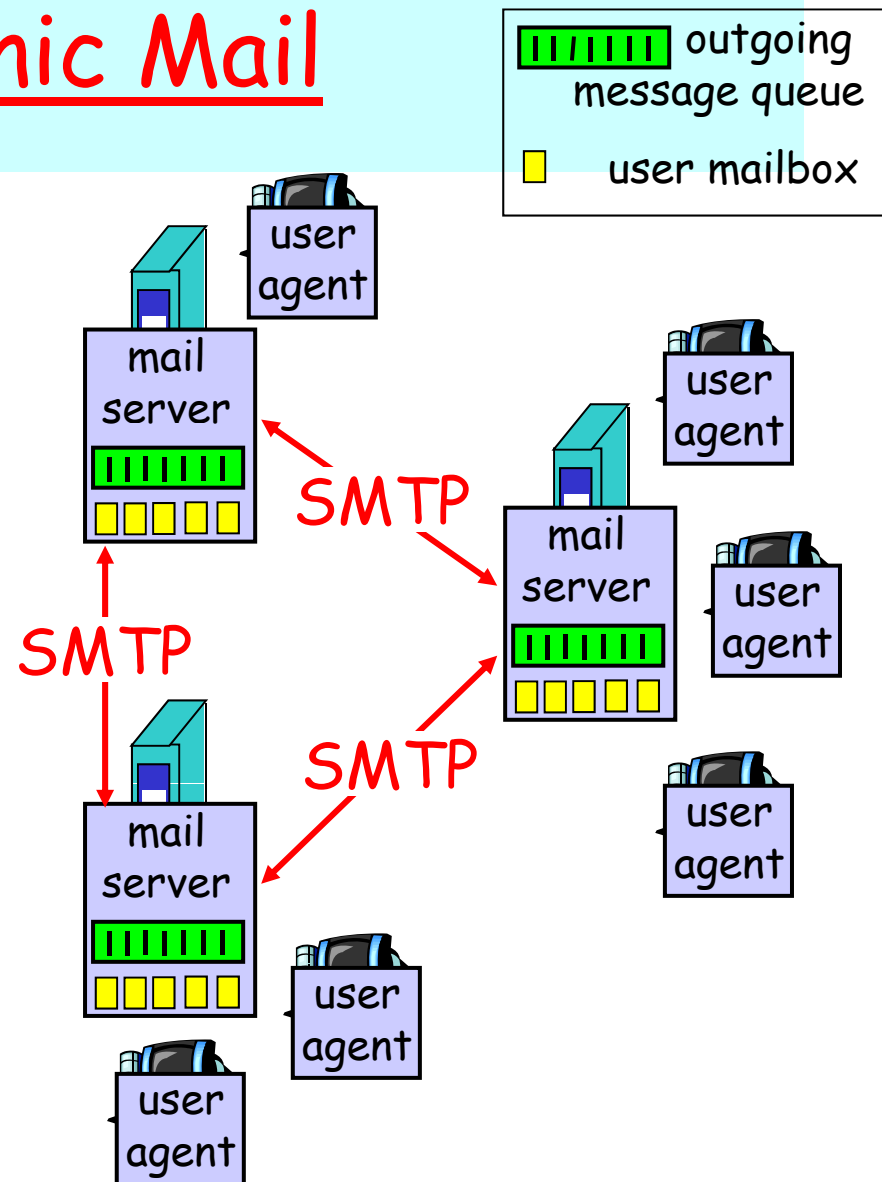 nic Mail
outgoing
message queue
user mailbox
user
agent
mail
server
user
agent
SMTP
mail
server
user
agent
SMTP
SMTP
user
agent
mail
server
user
agent
user
agent